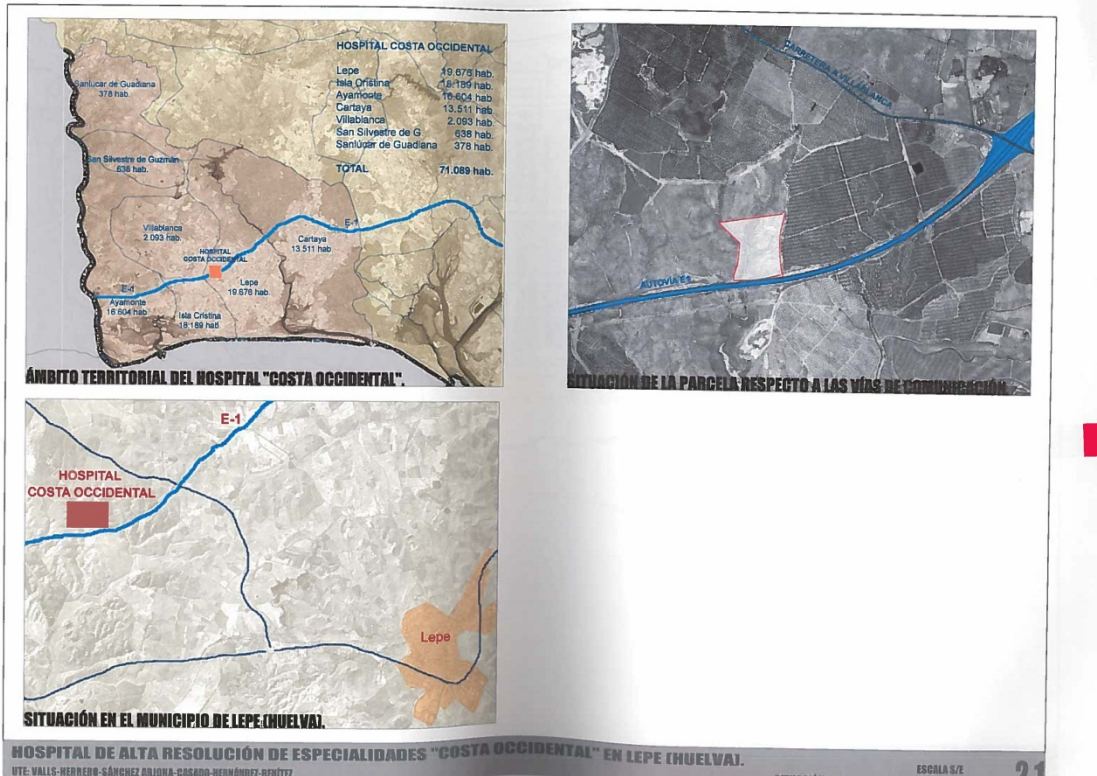 HOSPITAL COSTA OCCIDENTAL
Lepe 19.676 hab.
Isla Cristina 18.189 hab.
Ayamonte 16.604 hab.
Cartaya 13.511 hab.
Villablanca 2.093 hab.
San Silvestre de G 638 hab.
Sanlúcar de Guadiana 378 hab.
TOTAL 71.089 hab.
Sanlúcar de Guadiana
378 hab.
San Silvestre de Guzmán
638 hab.
Villablanca
2.093 hab.
HOSPITAL
COSTA OCCIDENTAL
E-1
Cartaya
13.511 hab
Lepe
19.676 hab.
E-1
Ayamonte
16.604 hab.
Isla Cristina
18.189 hab.
ÁMBITO TERRITORIAL DEL HOSPITAL "COSTA OCCIDENTAL".
CARRETERA A VILLABLANCA
AUTOVÍA
SITUACIÓN DE LA PARCELA RESPECTO A LAS VÍAS DE COMUNICACIÓN.
E-1
HOSPITAL
COSTA OCCIDENTAL
Lepe
SITUACIÓN EN EL MUNICIPIO DE LEPE (HUELVA).
HOSPITAL DE ALTA RESOLUCIÓN DE ESPECIALIDADES "COSTA OCCIDENTAL" EN LEPE (HUELVA).
UTE: VALLS-HERRERO-SÁNCHEZ ARJONA-CASADO-HERNÁNDEZ-BENÍTEZ
ESCALA S/E